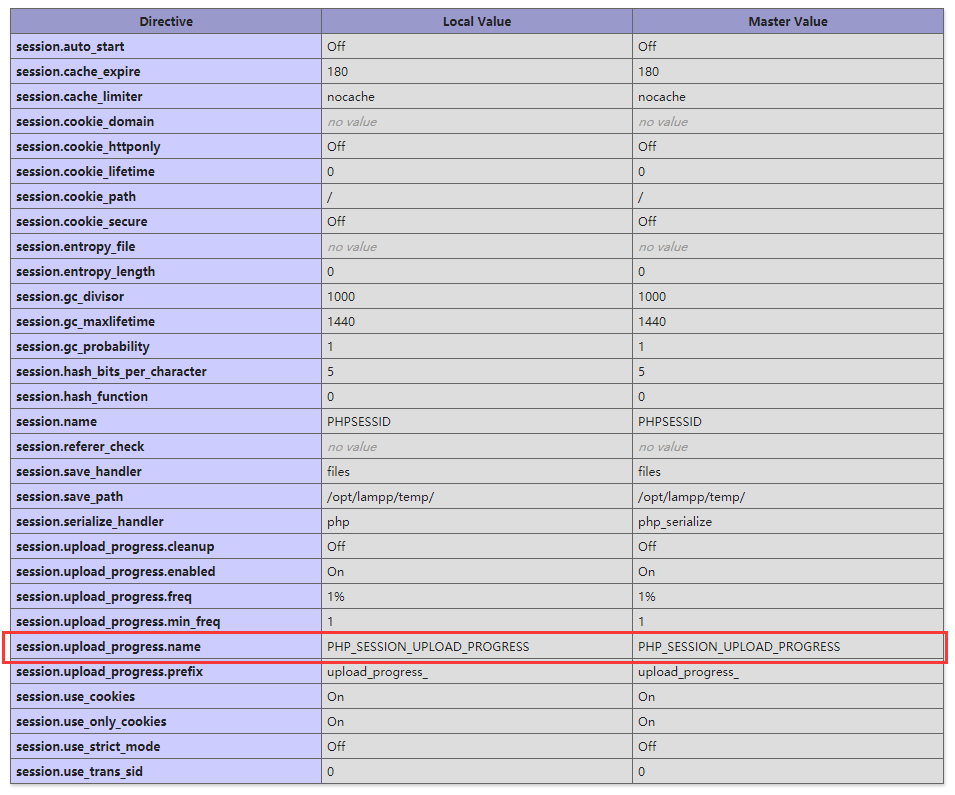 Directive Local Value Master Value
session.auto_start Off Off
session.cache_expire 180 180
session.cache_limiter nocache nocache
session.cookie_domain no value no value
session.cookie_httponly Off Off
session.cookie_lifetime 0 0
session.cookie_path / /
session.cookie_secure Off Off
session.entropy_file no value no value
session.entropy_length 0 0
session.gc_divisor 1000 1000
session.gc_maxlifetime 1440 1440
session.gc_probability 1 1
session.hash_bits_per_character 5 5
session.hash_function 0 0
session.name PHPSESSID PHPSESSID
session.referer_check no value no value
session.save_handler files files
session.save_path /opt/lampp/temp/ /opt/lampp/temp/
session.serialize_handler php php_serialize
session.upload_progress.cleanup Off Off
session.upload_progress.enabled On On
session.upload_progress.freq 1% 1%
session.upload_progress.min_freq 1 1
session.upload_progress.name PHP_SESSION_UPLOAD_PROGRESS PHP_SESSION_UPLOAD_PROGRESS
session.upload_progress.prefix upload_progress_ upload_progress_
session.use_cookies On On
session.use_only_cookies On On
session.use_strict_mode Off Off
session.use_trans_sid 0 0